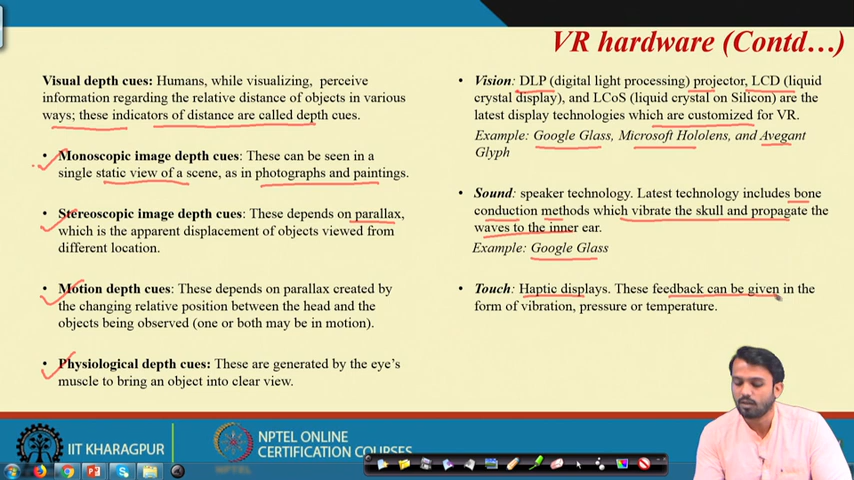 VR hardware (Contd…)
Visual depth cues: Humans, while visualizing, perceive
information regarding the relative distance of objects in various
ways; these indicators of distance are called depth cues.
• Monoscopic image depth cues: These can be seen in a
single static view of a scene, as in photographs and paintings.
• Stereoscopic image depth cues: These depends on parallax,
which is the apparent displacement of objects viewed from
different location.
• Motion depth cues: These depends on parallax created by
the changing relative position between the head and the
objects being observed (one or both may be in motion).
• Physiological depth cues: These are generated by the eye's
muscle to bring an object into clear view.
• Vision: DLP (digital light processing) projector, LCD (liquid
crystal display), and LCoS (liquid crystal on Silicon) are the
latest display technologies which are customized for VR.
Example: Google Glass, Microsoft Hololens, and Avegant
Glyph
• Sound: speaker technology. Latest technology includes bone
conduction methods which vibrate the skull and propagate the
waves to the inner ear.
Example: Google Glass
• Touch: Haptic displays. These feedback can be given in the
form of vibration, pressure or temperature.
IIT KHARAGPUR
NPTEL ONLINE
CERTIFICATION COURSES
NPTEL